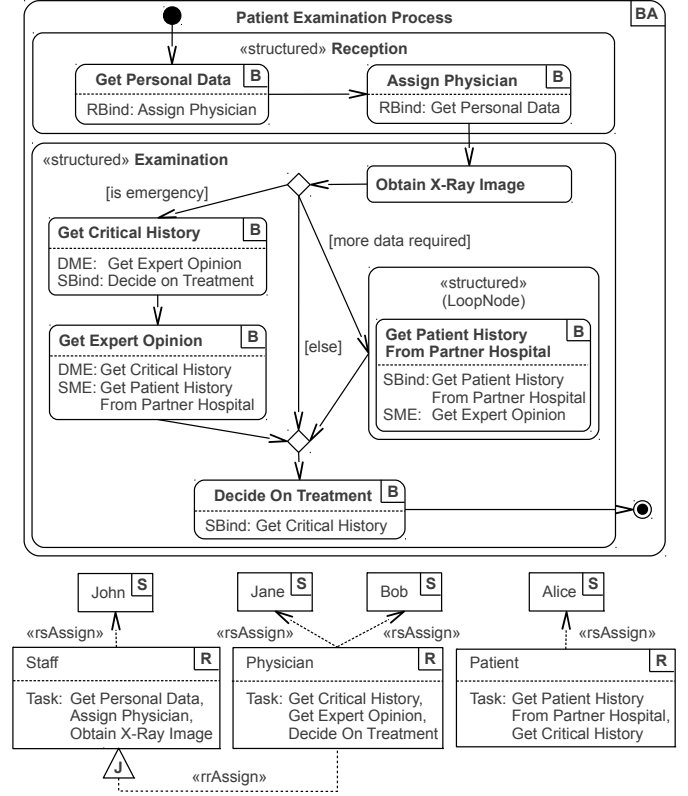 Patient Examination Process
BA
«structured» Reception
Get Personal Data
B
RBind: Assign Physician
Assign Physician
B
RBind: Get Personal Data
«structured» Examination
Obtain X-Ray Image
[is emergency]
[more data required]
[else]
Get Critical History
B
DME: Get Expert Opinion
SBind: Decide on Treatment
Get Expert Opinion
B
DME: Get Critical History
SME: Get Patient History
From Partner Hospital
«structured»
(LoopNode)
Get Patient History
From Partner Hospital
B
SBind: Get Patient History
From Partner Hospital
SME: Get Expert Opinion
Decide On Treatment
B
SBind: Get Critical History
John
S
Jane
S
Bob
S
Alice
S
«rsAssign»
«rsAssign»
«rsAssign»
«rsAssign»
Staff
R
Task: Get Personal Data,
Assign Physician,
Obtain X-Ray Image
Physician
R
Task: Get Critical History,
Get Expert Opinion,
Decide On Treatment
Patient
R
Task: Get Patient History
From Partner Hospital,
Get Critical History
J
«rrAssign»